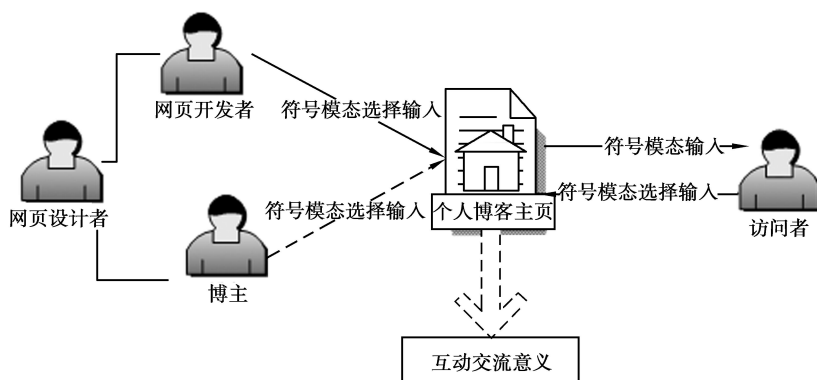 网页开发者
符号模态选择输入
符号模态输入
网页设计者
符号模态选择输入
个人博客主页
符号模态选择输入
访问者
博主
互动交流意义